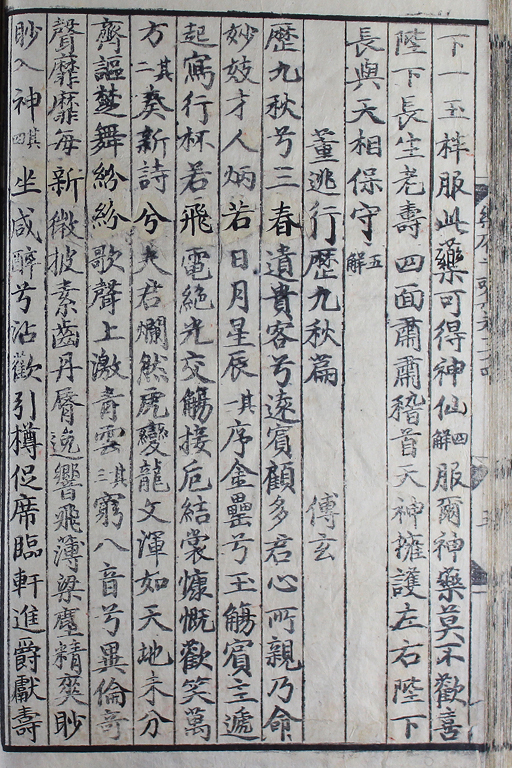 下一玉柈服此藥可得神仙四解服爾神藥莫不歡喜
陛下長生老壽四面肅肅稽首天神擁護左右陛下
長與天相保守五解
董逃行歷九秋篇　傅玄
歷九秋兮三春遺貴客兮遠賓顧多君心所親乃命
妙妓才人炳若日月星辰其一序金罍兮玉觴賓主遞
起鴈行杯若飛電絕光交觴接卮結裳慷慨歡笑萬
方其二奏新詩兮夫君爛然虎變龍文渾如天地未分
齊謳楚舞紛紛歌聲上激青雲其三窮八音兮異倫奇
聲靡靡每新微披素齒丹脣逸響飛薄梁塵精爽眇
眇入神其四坐咸醉兮沾歡引樽促席臨軒進爵獻壽